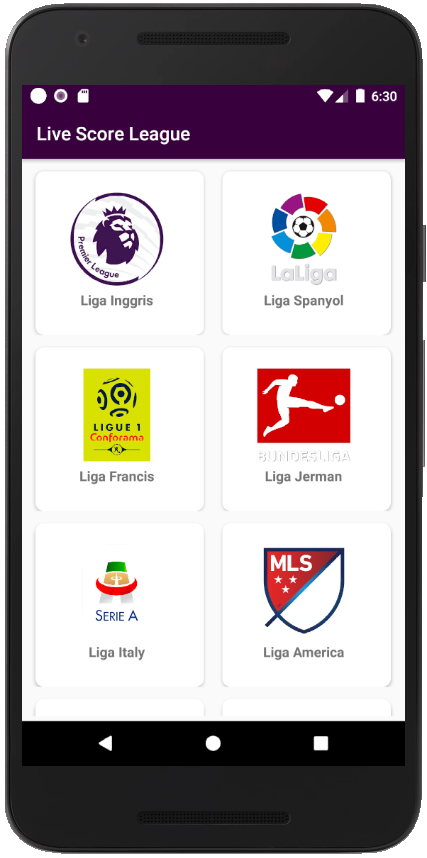 6:30
Live Score League
Premier League
Liga Inggris
LaLiga
Liga Spanyol
LIGUE 1
Conforama
Liga Francis
BUNDESLIGA
Liga Jerman
SERIE A
Liga Italy
MLS
Liga America